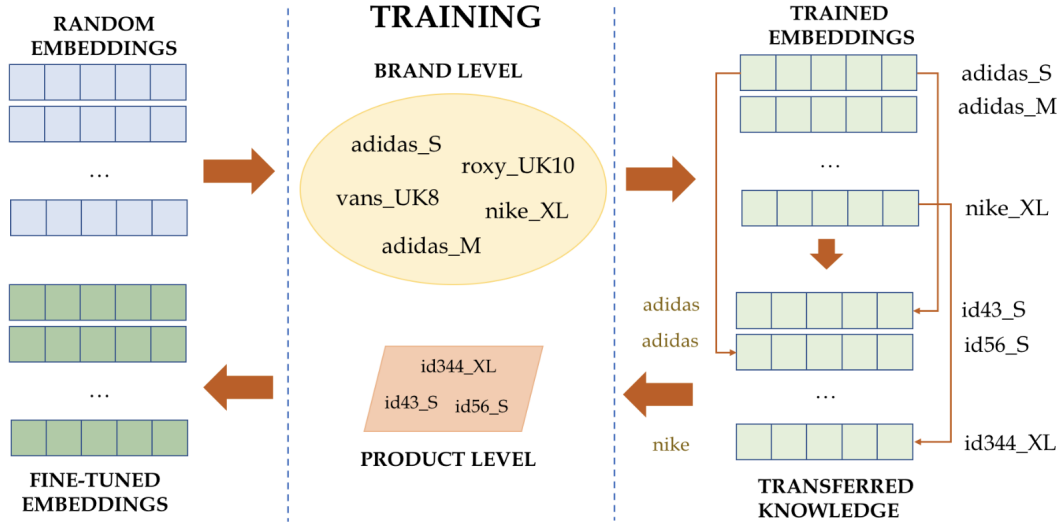 RANDOM
EMBEDDINGS
...
TRAINING
BRAND LEVEL
adidas_S
roxy_UK10
vans_UK8
nike_XL
adidas_M
TRAINED
EMBEDDINGS
adidas_S
adidas_M
...
nike_XL
adidas
id43_S
adidas
id56_S
...
nike
id344_XL
TRANSFERRED
KNOWLEDGE
id344_XL
id43_S
id56_S
PRODUCT LEVEL
...
FINE-TUNED
EMBEDDINGS